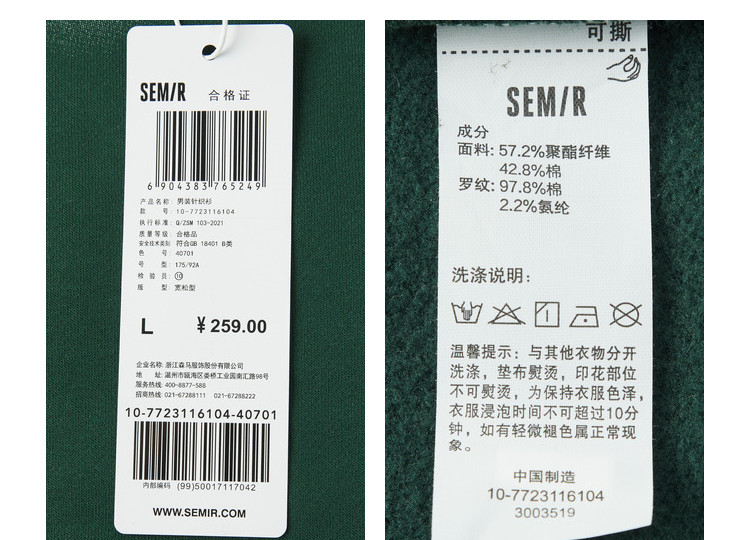 SEM/R 合格证
6 904383 765249
产品名称: 男装针织衫
款 号: 10-7723116104
执行标准: Q/ZSM 103-2021
质量等级: 合格品
安全技术类别: 符合GB 18401 B类
色 号: 40701
号 型: 175/92A
检 验 员: 10
版 型: 宽松型
L ¥259.00
企业名称: 浙江森马服饰股份有限公司
地 址: 温州市瓯海区娄桥工业园南汇路98号
服务热线: 400-8877-588
招商热线: 021-67288111 021-67288222
10-7723116104-40701
内部编码 (99)50017117042
WWW.SEMIR.COM
可撕
SEM/R
成分
面料: 57.2%聚酯纤维
42.8%棉
罗纹: 97.8%棉
2.2%氨纶
洗涤说明:
温馨提示: 与其他衣物分开
洗涤, 垫布熨烫, 印花部位
不可熨烫, 为保持衣服色泽,
衣服浸泡时间不可超过10分
钟, 如有轻微褪色属正常现
象。
中国制造
10-7723116104
3003519